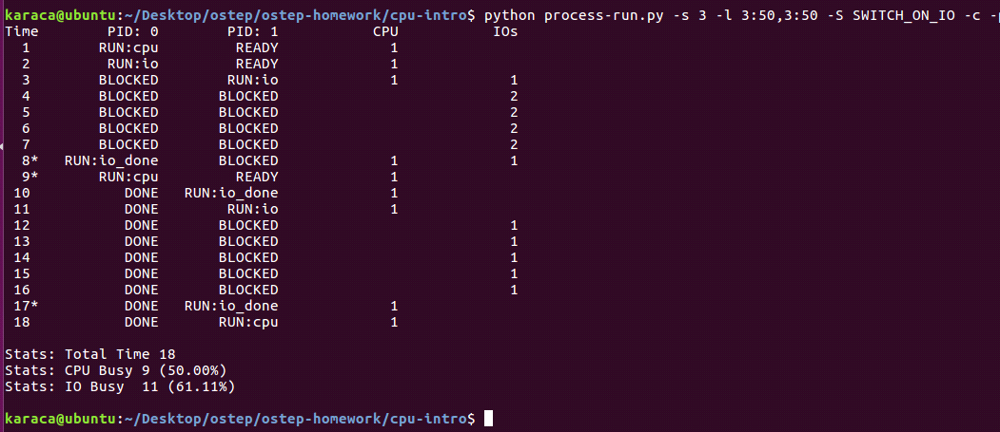 karaca@ubuntu:~/Desktop/ostep/ostep-homework/cpu-intro$ python process-run.py -s 3 -l 3:50,3:50 -S SWITCH_ON_IO -c -p
Time        PID: 0        PID: 1           CPU           IOs
  1        RUN:cpu         READY             1
  2         RUN:io         READY             1
  3        BLOCKED        RUN:io             1             1
  4        BLOCKED       BLOCKED                           2
  5        BLOCKED       BLOCKED                           2
  6        BLOCKED       BLOCKED                           2
  7        BLOCKED       BLOCKED                           2
  8*   RUN:io_done       BLOCKED             1             1
  9*       RUN:cpu         READY             1
 10           DONE   RUN:io_done             1
 11           DONE        RUN:io             1
 12           DONE       BLOCKED                           1
 13           DONE       BLOCKED                           1
 14           DONE       BLOCKED                           1
 15           DONE       BLOCKED                           1
 16           DONE       BLOCKED                           1
 17*          DONE   RUN:io_done             1
 18           DONE       RUN:cpu             1
Stats: Total Time 18
Stats: CPU Busy 9 (50.00%)
Stats: IO Busy  11 (61.11%)
karaca@ubuntu:~/Desktop/ostep/ostep-homework/cpu-intro$